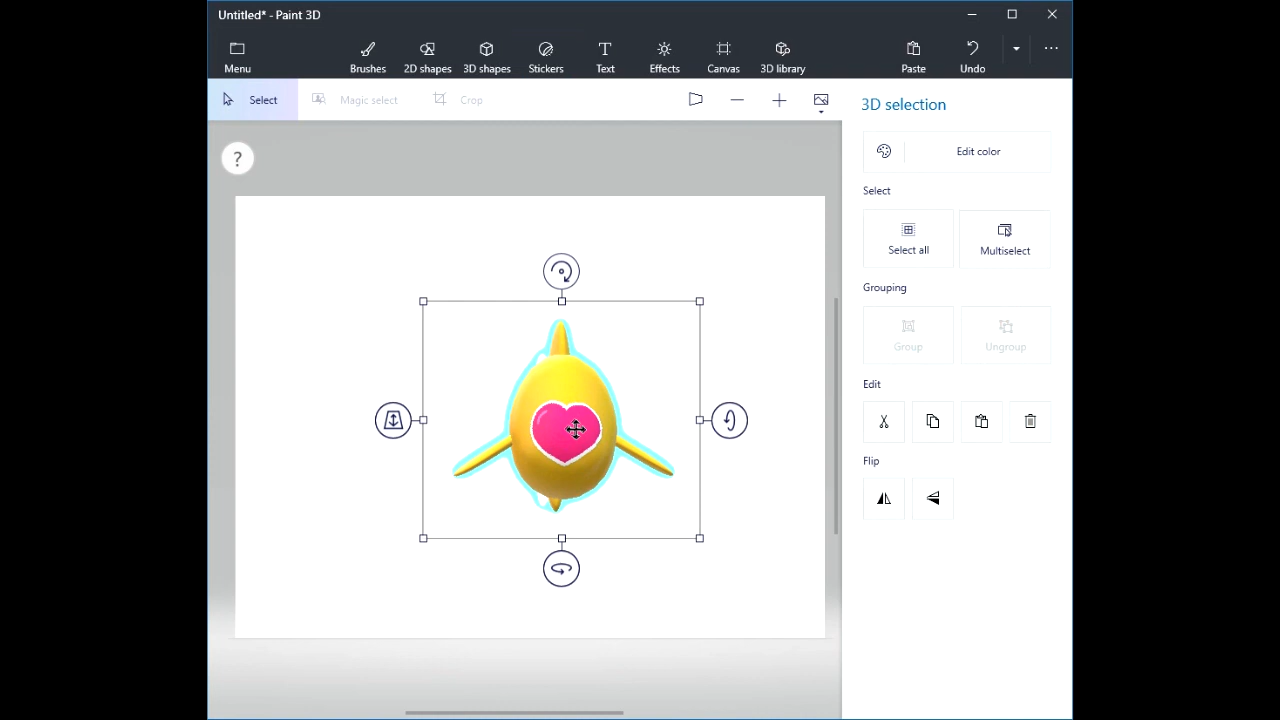 Untitled* - Paint 3D
Menu
Brushes
2D shapes
3D shapes
Stickers
Text
Effects
Canvas
3D library
Paste
Undo
Select
Magic select
Crop
?
3D selection
Edit color
Select
Select all
Multiselect
Grouping
Group
Ungroup
Edit
Flip